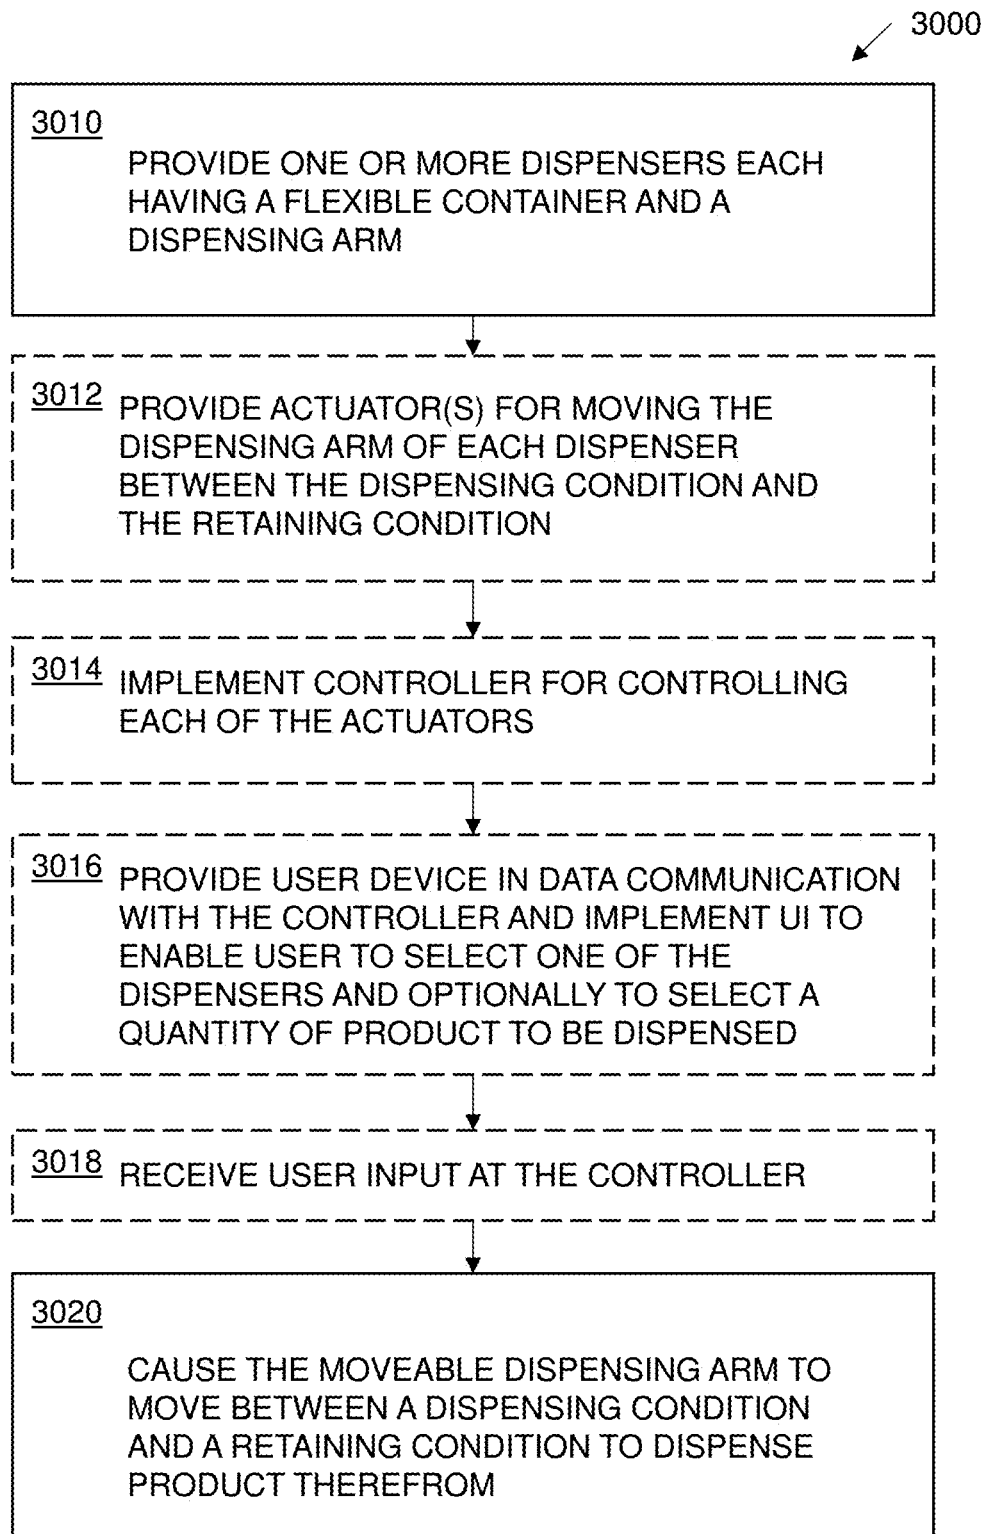 3000
3010
PROVIDE ONE OR MORE DISPENSERS EACH
HAVING A FLEXIBLE CONTAINER AND A
DISPENSING ARM
3012
PROVIDE ACTUATOR(S) FOR MOVING THE
DISPENSING ARM OF EACH DISPENSER
BETWEEN THE DISPENSING CONDITION AND
THE RETAINING CONDITION
3014
IMPLEMENT CONTROLLER FOR CONTROLLING
EACH OF THE ACTUATORS
3016
PROVIDE USER DEVICE IN DATA COMMUNICATION
WITH THE CONTROLLER AND IMPLEMENT UI TO
ENABLE USER TO SELECT ONE OF THE
DISPENSERS AND OPTIONALLY TO SELECT A
QUANTITY OF PRODUCT TO BE DISPENSED
3018
RECEIVE USER INPUT AT THE CONTROLLER
3020
CAUSE THE MOVEABLE DISPENSING ARM TO
MOVE BETWEEN A DISPENSING CONDITION
AND A RETAINING CONDITION TO DISPENSE
PRODUCT THEREFROM